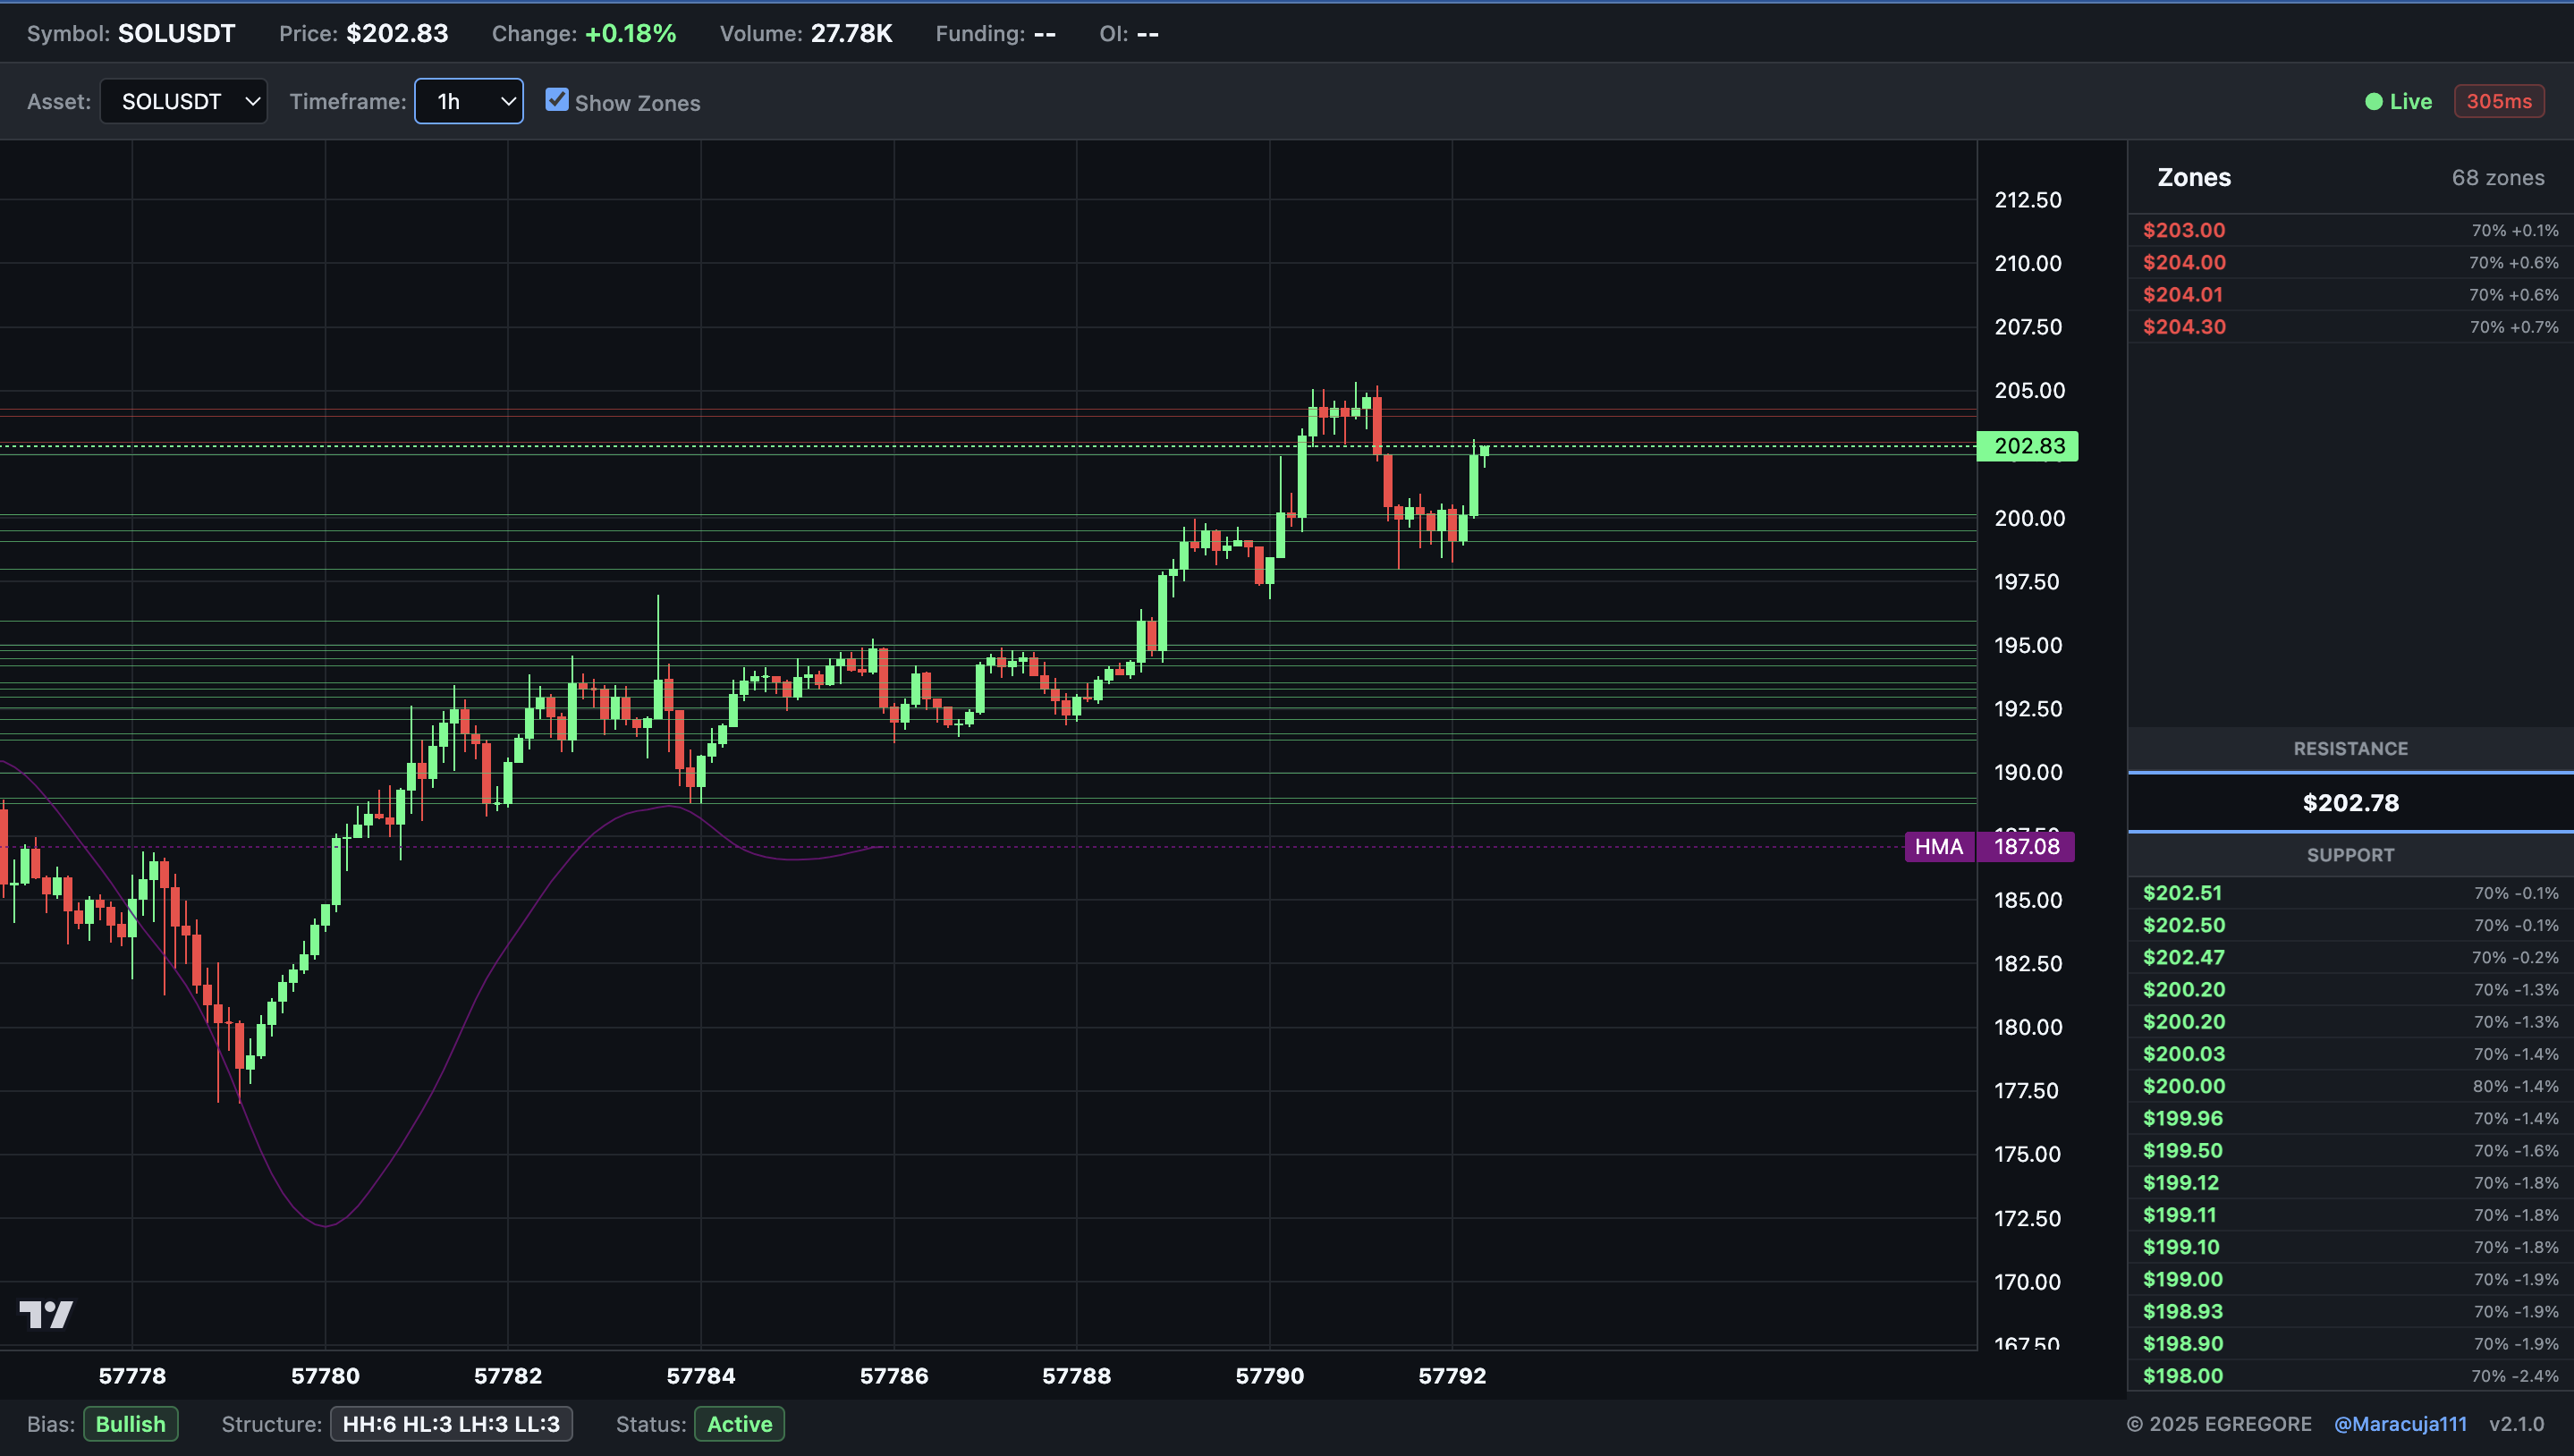 Symbol: SOLUSDT Price: $202.83 Change: +0.18% Volume: 27.78K Funding: -- OI: --
Asset: SOLUSDT Timeframe: 1h Show Zones Live 305ms
212.50
210.00
207.50
205.00
202.83
200.00
197.50
195.00
192.50
190.00
187.50
HMA 187.08
185.00
182.50
180.00
177.50
175.00
172.50
170.00
167.50
57778 57780 57782 57784 57786 57788 57790 57792
Zones 68 zones
$203.00 70% +0.1%
$204.00 70% +0.6%
$204.01 70% +0.6%
$204.30 70% +0.7%
RESISTANCE
$202.78
SUPPORT
$202.51 70% -0.1%
$202.50 70% -0.1%
$202.47 70% -0.2%
$200.20 70% -1.3%
$200.20 70% -1.3%
$200.03 70% -1.4%
$200.00 80% -1.4%
$199.96 70% -1.4%
$199.50 70% -1.6%
$199.12 70% -1.8%
$199.11 70% -1.8%
$199.10 70% -1.8%
$199.00 70% -1.9%
$198.93 70% -1.9%
$198.90 70% -1.9%
$198.00 70% -2.4%
Bias: Bullish Structure: HH:6 HL:3 LH:3 LL:3 Status: Active
© 2025 EGREGORE @Maracuja111 v2.1.0